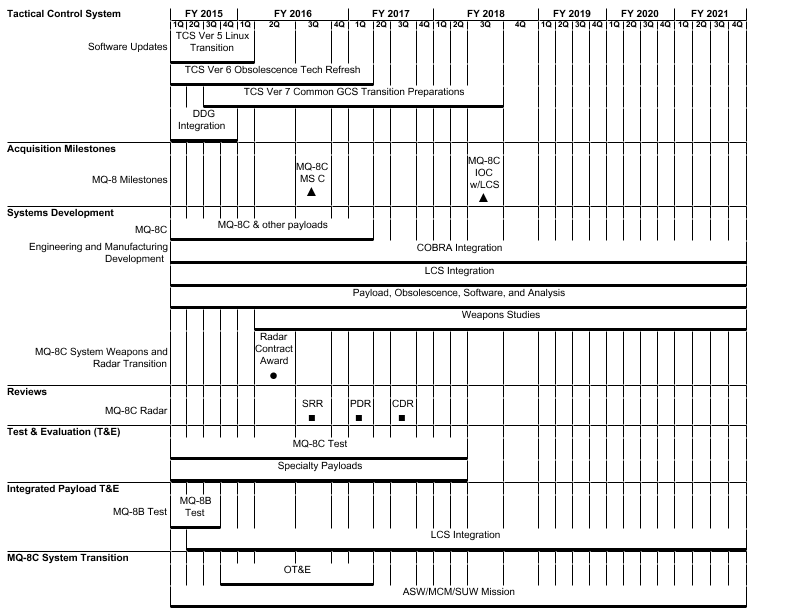 Tactical Control System FY 2015 FY 2016 FY 2017 FY 2018 FY 2019 FY 2020 FY 2021
1Q 2Q 3Q 4Q 1Q 2Q 3Q 4Q 1Q 2Q 3Q 4Q 1Q 2Q 3Q 4Q 1Q 2Q 3Q 4Q 1Q 2Q 3Q 4Q 1Q 2Q 3Q 4Q
Software Updates
TCS Ver 5 Linux
Transition
TCS Ver 6 Obsolescence Tech Refresh
TCS Ver 7 Common GCS Transition Preparations
DDG
Integration
Acquisition Milestones
MQ-8 Milestones
MQ-8C
MS C
MQ-8C
IOC
w/LCS
Systems Development
MQ-8C
MQ-8C & other payloads
Engineering and Manufacturing
Development
COBRA Integration
LCS Integration
Payload, Obsolescence, Software, and Analysis
Weapons Studies
MQ-8C System Weapons and
Radar Transition
Radar
Contract
Award
Reviews
MQ-8C Radar
SRR PDR CDR
Test & Evaluation (T&E)
MQ-8C Test
Specialty Payloads
Integrated Payload T&E
MQ-8B Test
MQ-8B
Test
LCS Integration
MQ-8C System Transition
OT&E
ASW/MCM/SUW Mission